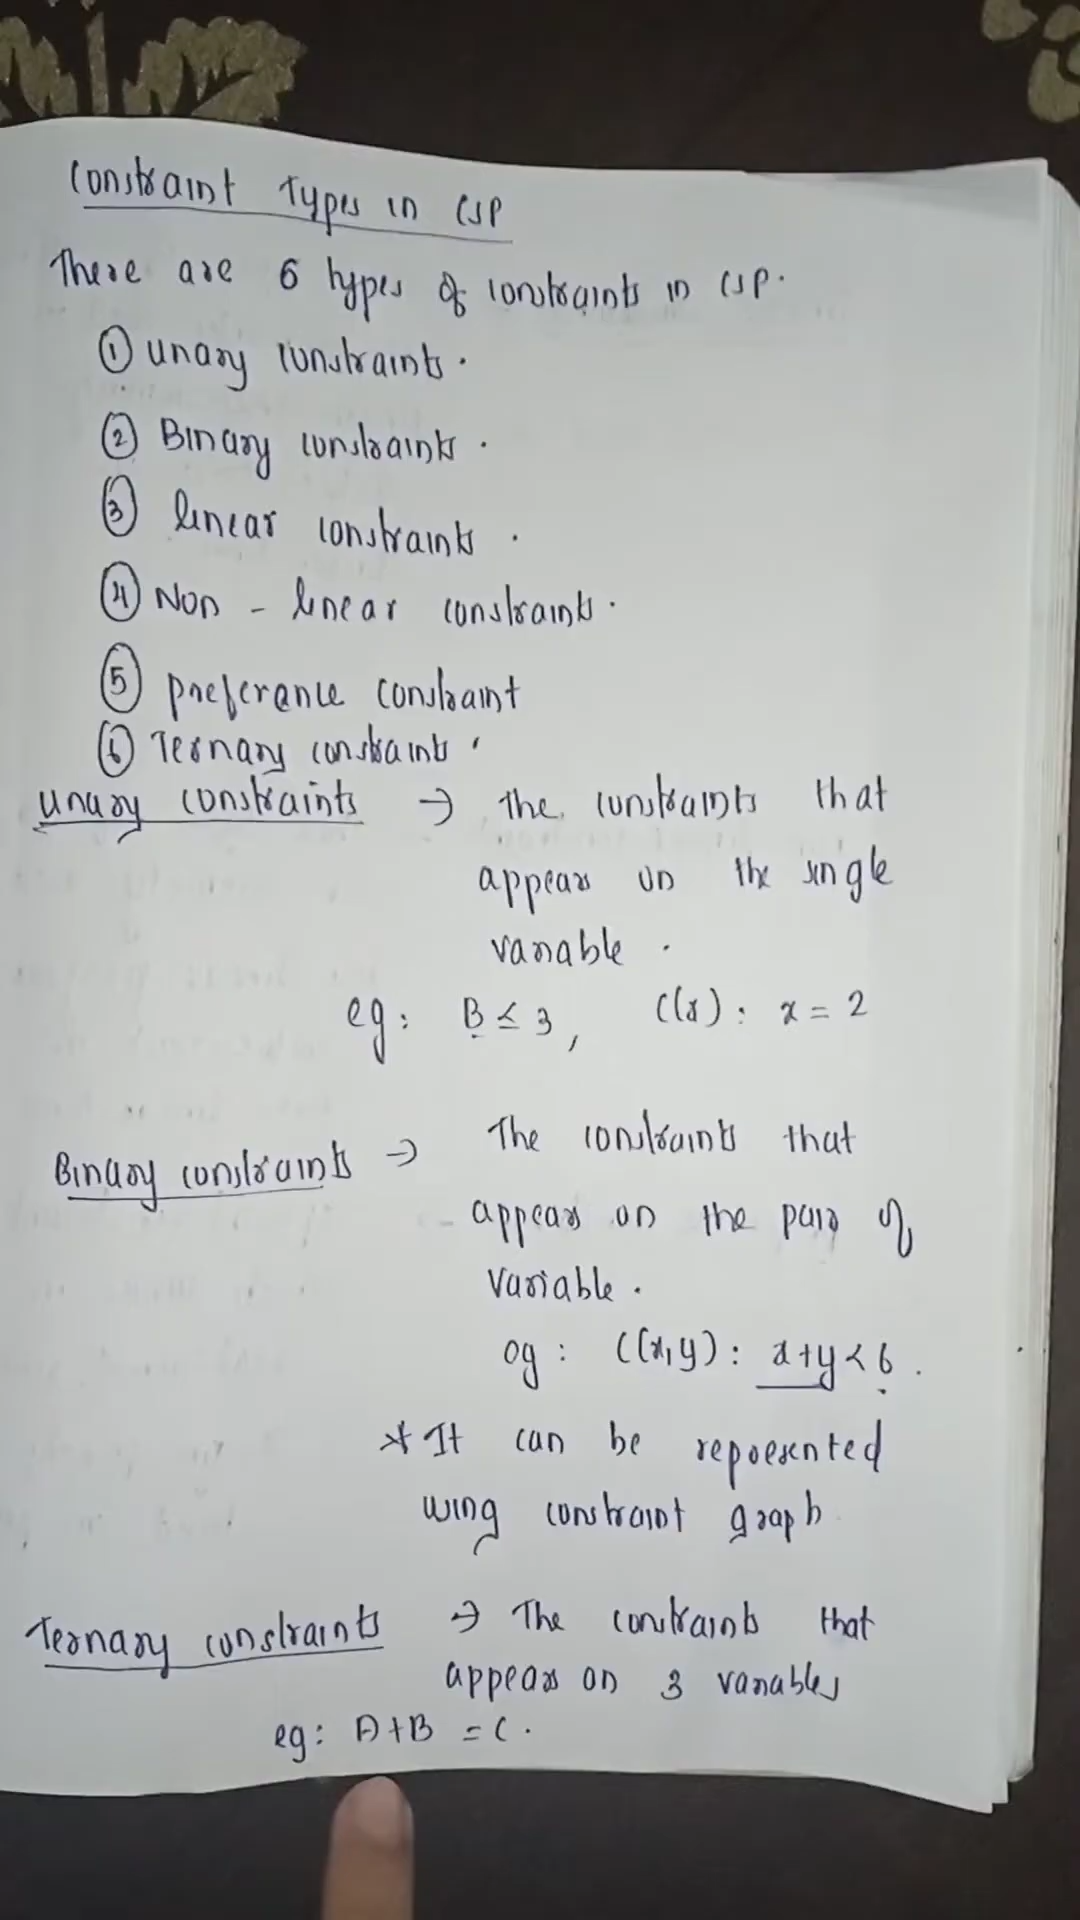 Constraint Types in CSP
There are 6 types of constraints in CSP.
① unary constraints.
② Binary constraints.
③ linear constraints.
④ Non - linear constraints.
⑤ preferance constraint
⑥ Ternary constraints.
unary constraints → The constraints that
appears on the single
variable.
eg: B ≤ 3, C(x): x = 2
Binary constraints → The constraints that
appears on the pair of
variable.
eg: C(x,y): x+y < 6.
* It can be represented
using constraint graph
Ternary constraints → The constraints that
appears on 3 variables
eg: A+B = C.